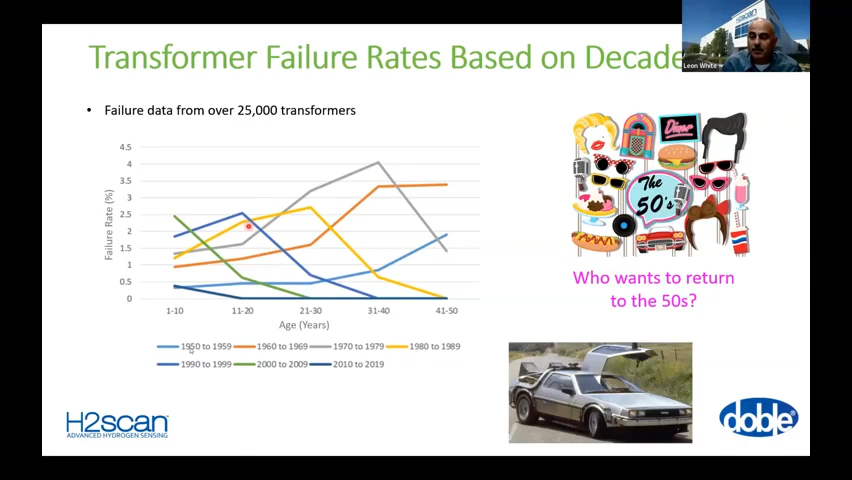 Transformer Failure Rates Based on Decade
H2scan
Leon White
• Failure data from over 25,000 transformers
4.5
4
3.5
3
2.5
2
1.5
1
0.5
0
Failure Rate (%)
1-10 11-20 21-30 31-40 41-50
Age (Years)
1950 to 1959 1960 to 1969 1970 to 1979 1980 to 1989
1990 to 1999 2000 to 2009 2010 to 2019
Diner
The
50's
Who wants to return
to the 50s?
H2scan
ADVANCED HYDROGEN SENSING
doble